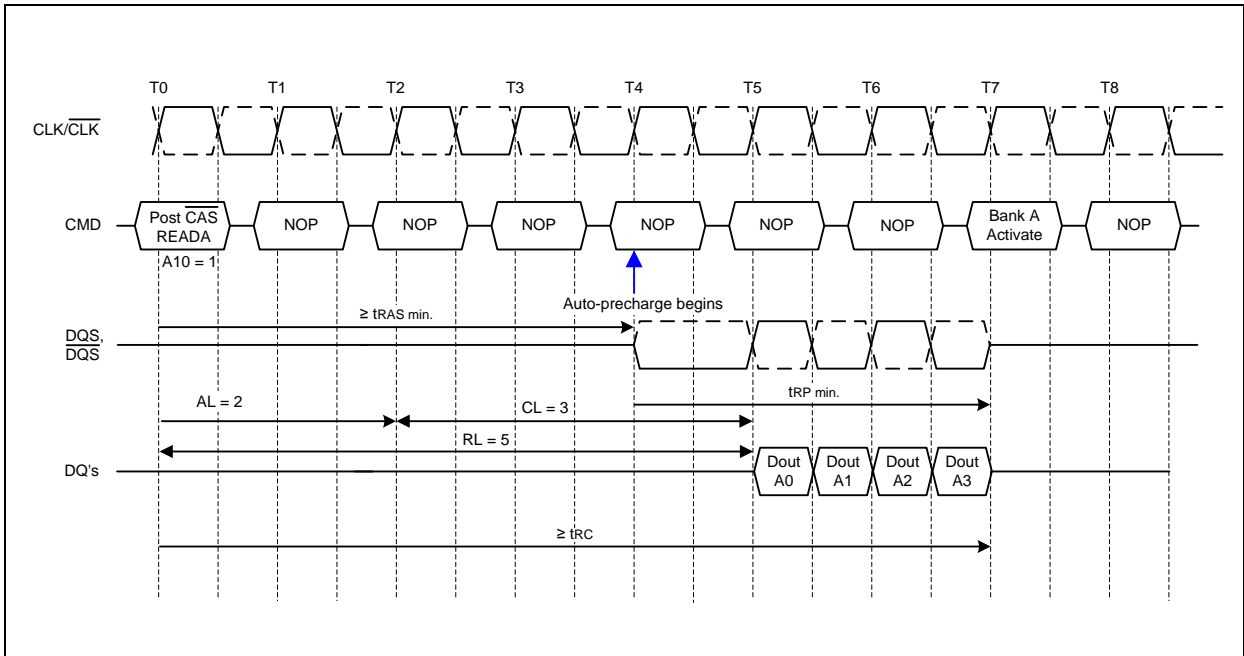 T0 T1 T2 T3 T4 T5 T6 T7 T8
CLK/CLK
CMD
Post CAS
READA
NOP NOP NOP NOP NOP NOP
Bank A
Activate
NOP
A10 = 1
Auto-precharge begins
≥ tRAS min.
DQS,
DQS
tRP min.
AL = 2
CL = 3
RL = 5
DQ's
Dout
A0
Dout
A1
Dout
A2
Dout
A3
≥ tRC